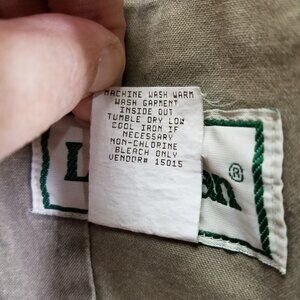 MACHINE WASH WARM
WASH GARMENT
INSIDE OUT
TUMBLE DRY LOW
COOL IRON IF
NECESSARY
NON-CHLORINE
BLEACH ONLY
VENDOR# 15015
L an®